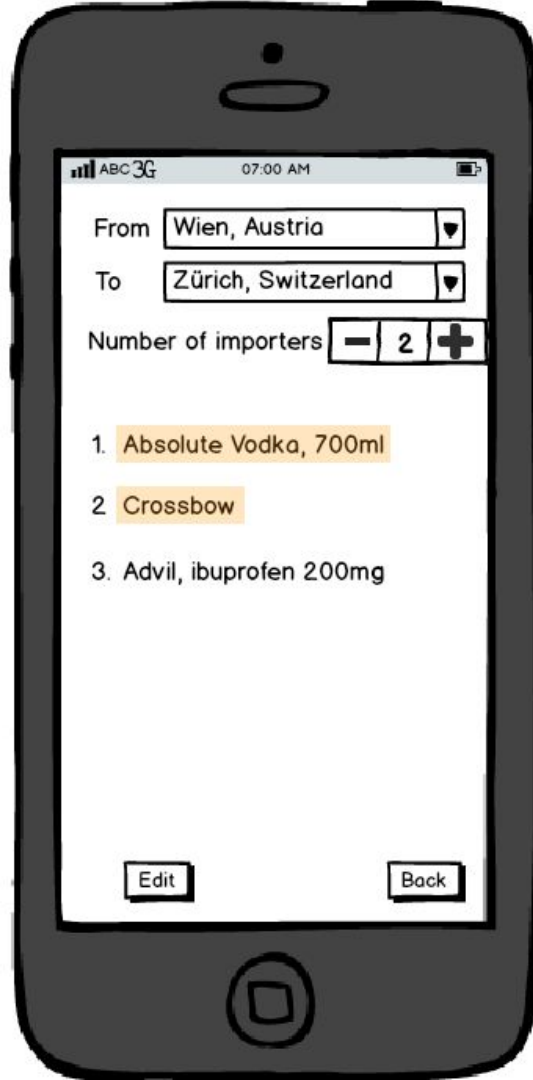 ABC 3G 07:00 AM
From Wien, Austria
To Zürich, Switzerland
Number of importers 2
1. Absolute Vodka, 700ml
2 Crossbow
3. Advil, ibuprofen 200mg
Edit Back